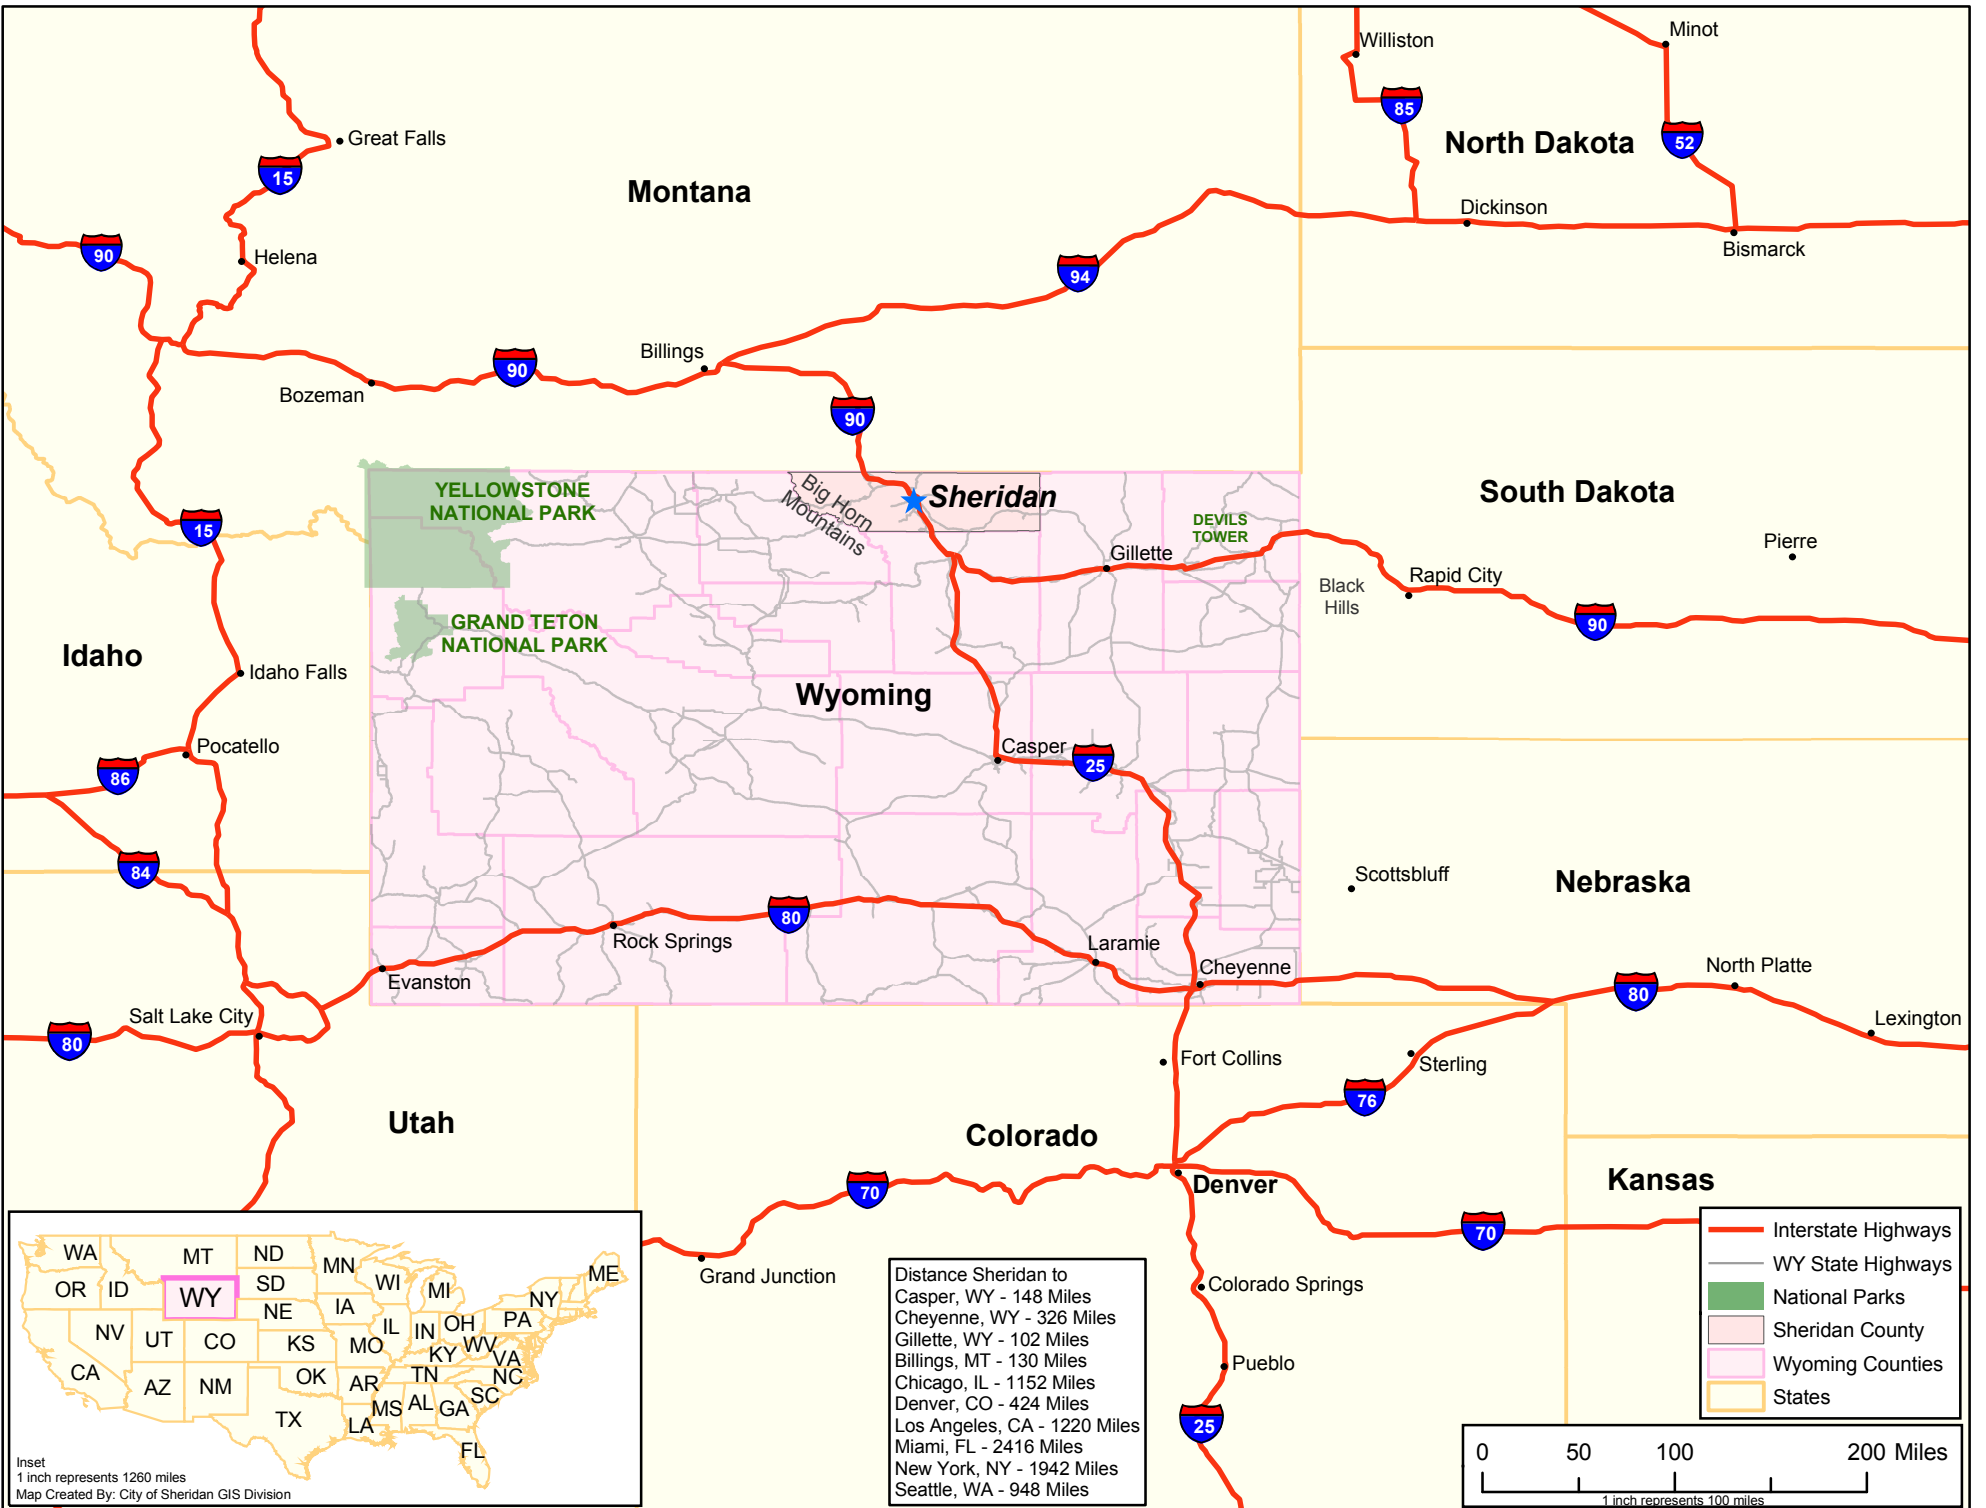 Williston
Minot
85
52
North Dakota
Great Falls
15
Montana
Dickinson
Bismarck
90
Helena
94
Billings
90
Bozeman
90
YELLOWSTONE
NATIONAL PARK
Big Horn
Mountains
Sheridan
South Dakota
DEVILS
TOWER
15
Gillette
Pierre
Black
Hills
Rapid City
90
GRAND TETON
NATIONAL PARK
Idaho
Idaho Falls
Wyoming
Pocatello
86
Casper
25
84
Scottsbluff
Nebraska
80
Rock Springs
Laramie
Cheyenne
Evanston
North Platte
80
Lexington
Salt Lake City
80
Fort Collins
Sterling
76
Utah
Colorado
Denver
Kansas
70
70
Grand Junction
Colorado Springs
Pueblo
25
WA
MT
ND
MN
ME
OR
ID
WY
SD
WI
MI
NY
NE
IA
PA
NV
UT
CO
KS
MO
IL
IN
OH
WV
KY
VA
CA
AZ
NM
OK
AR
TN
NC
SC
MS
AL
GA
TX
LA
FL
Inset
1 inch represents 1260 miles
Map Created By: City of Sheridan GIS Division
Distance Sheridan to
Casper, WY - 148 Miles
Cheyenne, WY - 326 Miles
Gillette, WY - 102 Miles
Billings, MT - 130 Miles
Chicago, IL - 1152 Miles
Denver, CO - 424 Miles
Los Angeles, CA - 1220 Miles
Miami, FL - 2416 Miles
New York, NY - 1942 Miles
Seattle, WA - 948 Miles
Interstate Highways
WY State Highways
National Parks
Sheridan County
Wyoming Counties
States
0 50 100 200 Miles
1 inch represents 100 miles